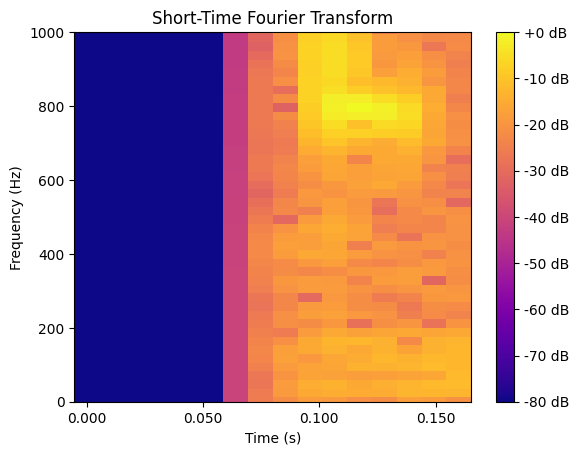 Short-Time Fourier Transform
1000
800
600
400
200
0
Frequency (Hz)
0.000
0.050
0.100
0.150
Time (s)
+0 dB
-10 dB
-20 dB
-30 dB
-40 dB
-50 dB
-60 dB
-70 dB
-80 dB